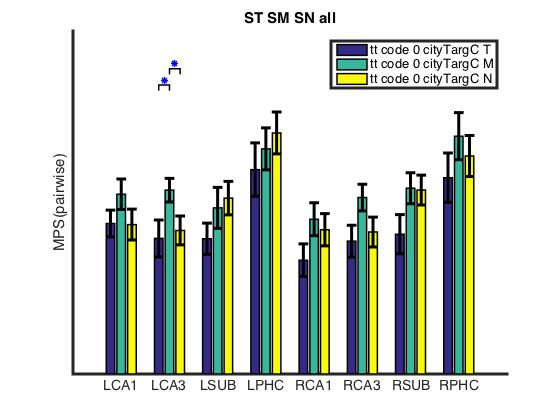 ST SM SN all
tt code 0 cityTargC T
tt code 0 cityTargC M
tt code 0 cityTargC N
*
*
MPS(pairwise)
LCA1 LCA3 LSUB LPHC RCA1 RCA3 RSUB RPHC